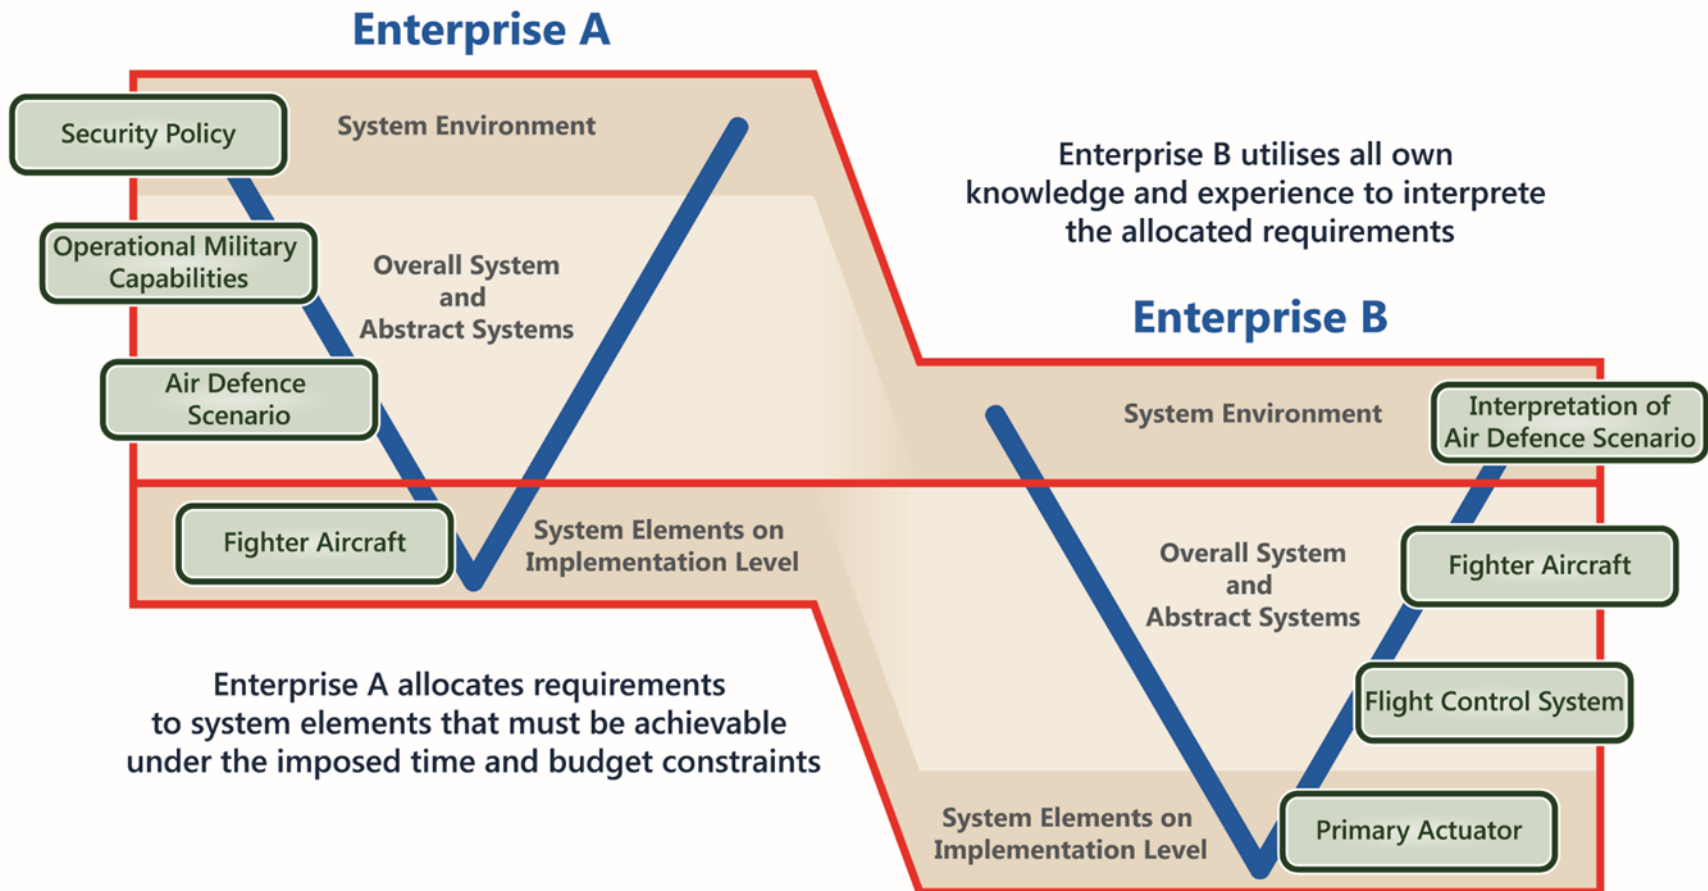 Enterprise A
System Environment
Security Policy
Operational Military
Capabilities
Overall System
and
Abstract Systems
Air Defence
Scenario
Fighter Aircraft
System Elements on
Implementation Level
Enterprise A allocates requirements
to system elements that must be achievable
under the imposed time and budget constraints
Enterprise B utilises all own
knowledge and experience to interprete
the allocated requirements
Enterprise B
System Environment
Interpretation of
Air Defence Scenario
Overall System
and
Abstract Systems
Fighter Aircraft
Flight Control System
System Elements on
Implementation Level
Primary Actuator